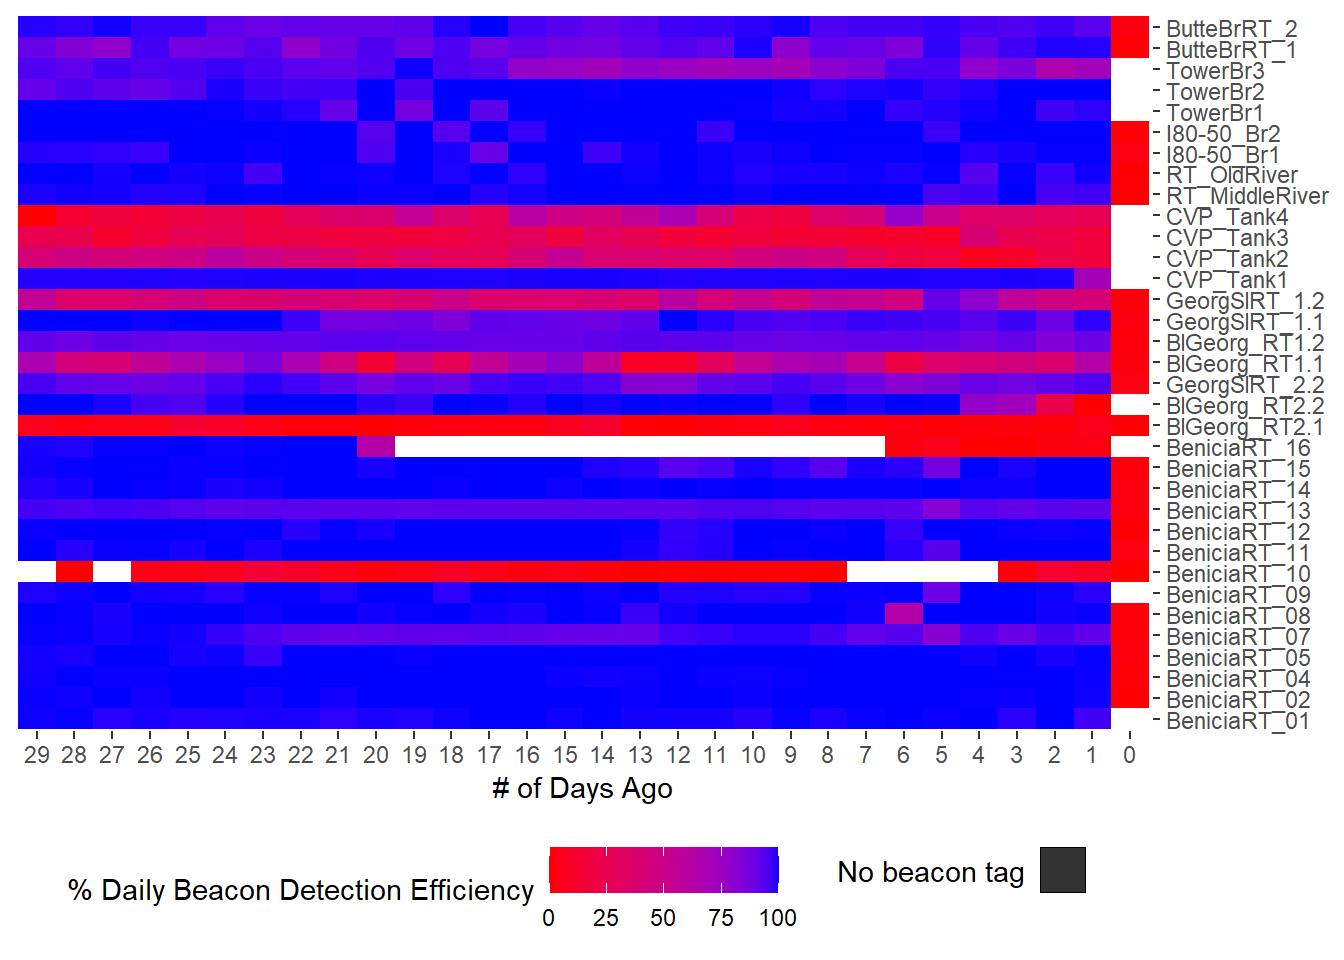 ButteBrRT_2
ButteBrRT_1
TowerBr3
TowerBr2
TowerBr1
I80-50_Br2
I80-50_Br1
RT_OldRiver
RT_MiddleRiver
CVP_Tank4
CVP_Tank3
CVP_Tank2
CVP_Tank1
GeorgSlRT_1.2
GeorgSlRT_1.1
BlGeorg_RT1.2
BlGeorg_RT1.1
GeorgSlRT_2.2
BlGeorg_RT2.2
BlGeorg_RT2.1
BeniciaRT_16
BeniciaRT_15
BeniciaRT_14
BeniciaRT_13
BeniciaRT_12
BeniciaRT_11
BeniciaRT_10
BeniciaRT_09
BeniciaRT_08
BeniciaRT_07
BeniciaRT_05
BeniciaRT_04
BeniciaRT_02
BeniciaRT_01
29 28 27 26 25 24 23 22 21 20 19 18 17 16 15 14 13 12 11 10 9 8 7 6 5 4 3 2 1 0
# of Days Ago
% Daily Beacon Detection Efficiency
0 25 50 75 100
No beacon tag